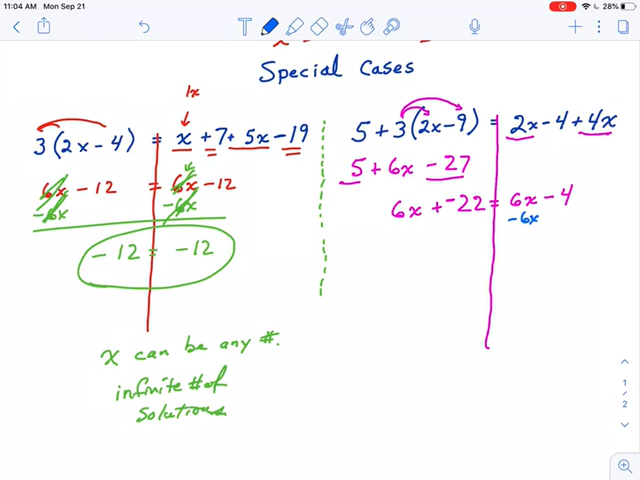 11:04 AM Mon Sep 21
28%
Special Cases
1x
3(2x - 4) = x + 7 + 5x - 19
6x - 12 = 6x - 12
-6x -6x
-12 = -12
x can be any #.
infinite # of
solutions
5 + 3(2x - 9) = 2x - 4 + 4x
5 + 6x - 27
6x + -22 = 6x - 4
-6x
1
2